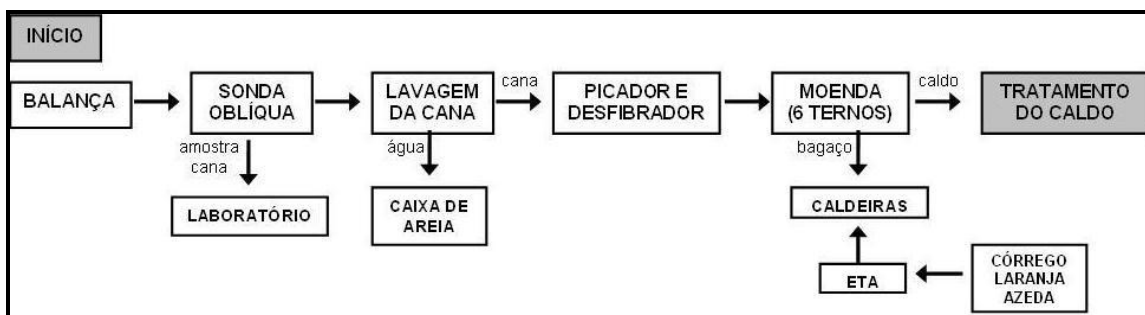 INÍCIO
BALANÇA
SONDA
OBLÍQUA
LAVAGEM
DA CANA
cana
PICADOR E
DESFIBRADOR
MOENDA
(6 TERNOS)
caldo
TRATAMENTO
DO CALDO
amostra
cana
água
bagaço
LABORATÓRIO
CAIXA DE
AREIA
CALDEIRAS
ETA
CÓRREGO
LARANJA
AZEDA